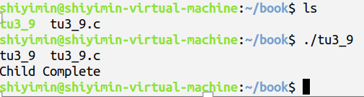 shiyimin@shiyimin-virtual-machine:~/book$ ls
tu3_9  tu3_9.c
shiyimin@shiyimin-virtual-machine:~/book$ ./tu3_9
tu3_9  tu3_9.c
Child Complete
shiyimin@shiyimin-virtual-machine:~/book$